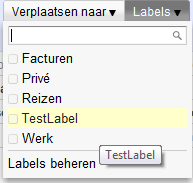 Verplaatsen naar ▾ Labels ▾
Facturen
Privé
Reizen
TestLabel
Werk
Labels beheren
TestLabel